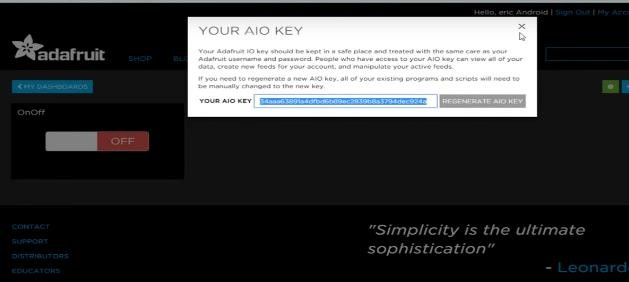 Hello, eric Android | Sign Out | My Acco
adafruit
SHOP
BLO
YOUR AIO KEY
Your Adafruit IO key should be kept in a safe place and treated with the same care as your
Adafruit username and password. People who have access to your AIO key can view all of your
data, create new feeds for your account, and manipulate your active feeds.
If you need to regenerate a new AIO key, all of your existing programs and scripts will need to
be manually changed to the new key.
YOUR AIO KEY
REGENERATE AIO KEY
MY DASHBOARDS
OnOff
OFF
CONTACT
SUPPORT
DISTRIBUTORS
EDUCATORS
"Simplicity is the ultimate
sophistication"
- Leonard